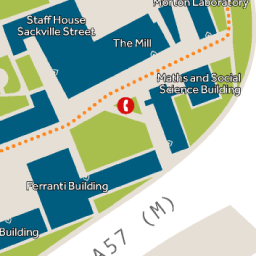 Morton Laboratory
Staff House
Sackville Street
The Mill
Maths and Social
Science Building
Ferranti Building
Building
A57 (M)